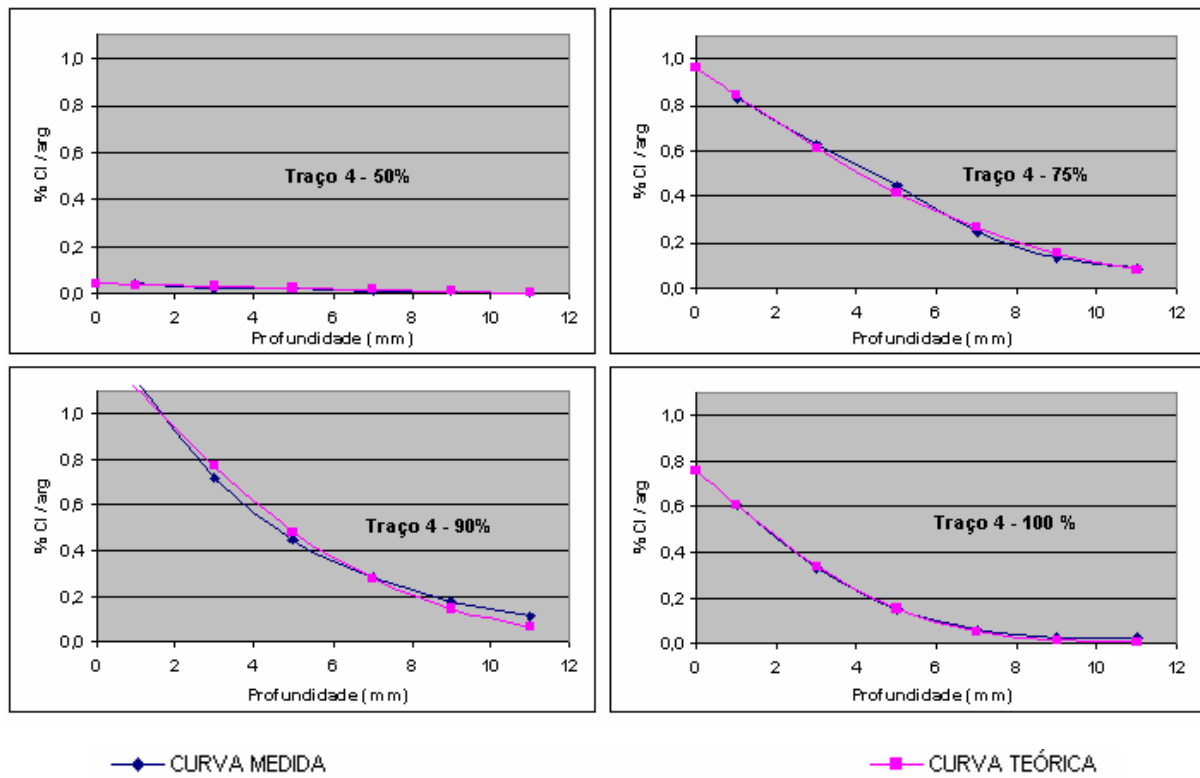 1,0
0,8
0,6
0,4
0,2
0,0
% Cl / arg
Traço 4 - 50%
0 2 4 6 8 10 12
Profundidade (mm)
1,0
0,8
0,6
0,4
0,2
0,0
% Cl / arg
Traço 4 - 75%
0 2 4 6 8 10 12
Profundidade (mm)
1,0
0,8
0,6
0,4
0,2
0,0
% Cl / arg
Traço 4 - 90%
0 2 4 6 8 10 12
Profundidade (mm)
1,0
0,8
0,6
0,4
0,2
0,0
% Cl / arg
Traço 4 - 100 %
0 2 4 6 8 10 12
Profundidade (mm)
CURVA MEDIDA
CURVA TEÓRICA